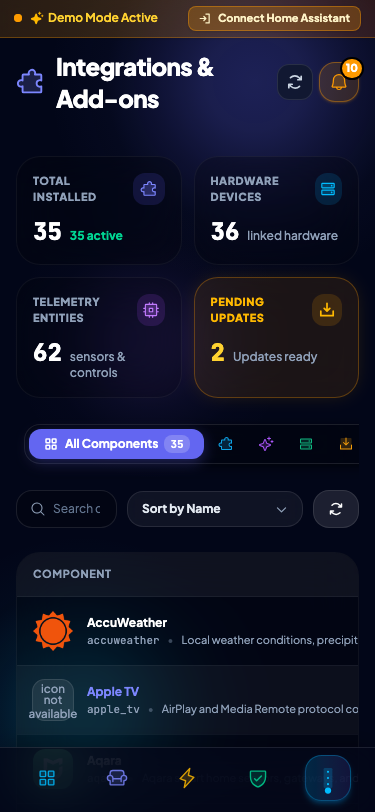 Demo Mode Active
Connect Home Assistant
Integrations &
Add-ons
10
TOTAL
INSTALLED
35 35 active
HARDWARE
DEVICES
36 linked hardware
TELEMETRY
ENTITIES
62 sensors &
controls
PENDING
UPDATES
2 Updates ready
All Components 35
Search c
Sort by Name
COMPONENT
AccuWeather
accuweather • Local weather conditions, precipit
icon
not
available
Apple TV
apple_tv • AirPlay and Media Remote protocol co
Aqara